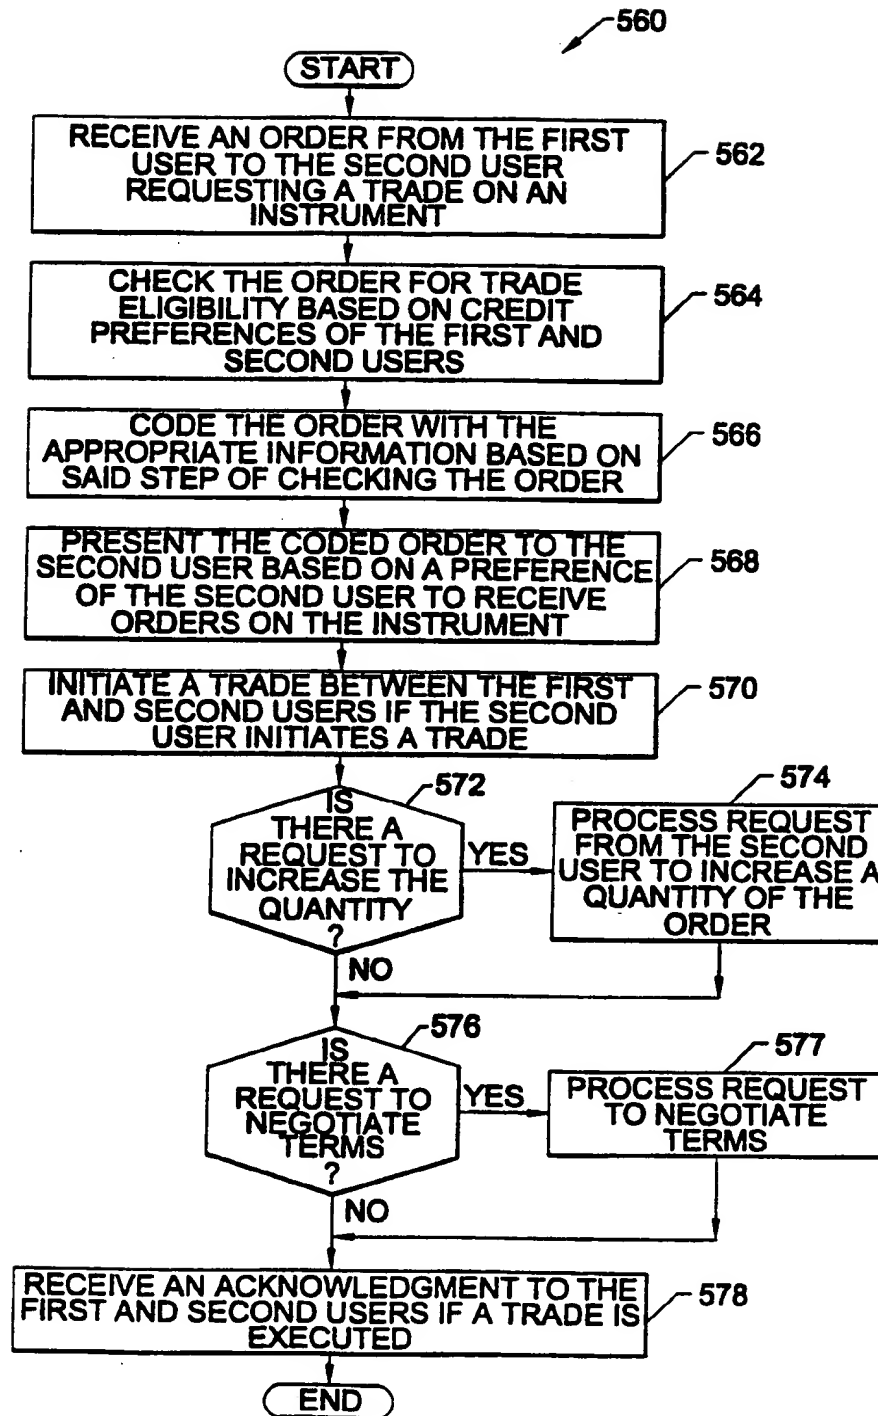 560
START
RECEIVE AN ORDER FROM THE FIRST
USER TO THE SECOND USER
REQUESTING A TRADE ON AN
INSTRUMENT
562
CHECK THE ORDER FOR TRADE
ELIGIBILITY BASED ON CREDIT
PREFERENCES OF THE FIRST AND
SECOND USERS
564
CODE THE ORDER WITH THE
APPROPRIATE INFORMATION BASED ON
SAID STEP OF CHECKING THE ORDER
566
PRESENT THE CODED ORDER TO THE
SECOND USER BASED ON A PREFERENCE
OF THE SECOND USER TO RECEIVE
ORDERS ON THE INSTRUMENT
568
INITIATE A TRADE BETWEEN THE FIRST
AND SECOND USERS IF THE SECOND
USER INITIATES A TRADE
570
572
IS
THERE A
REQUEST TO
INCREASE THE
QUANTITY
?
YES
574
PROCESS REQUEST
FROM THE SECOND
USER TO INCREASE A
QUANTITY OF THE
ORDER
NO
576
IS
THERE A
REQUEST TO
NEGOTIATE
TERMS
?
YES
577
PROCESS REQUEST
TO NEGOTIATE
TERMS
NO
RECEIVE AN ACKNOWLEDGMENT TO THE
FIRST AND SECOND USERS IF A TRADE IS
EXECUTED
578
END